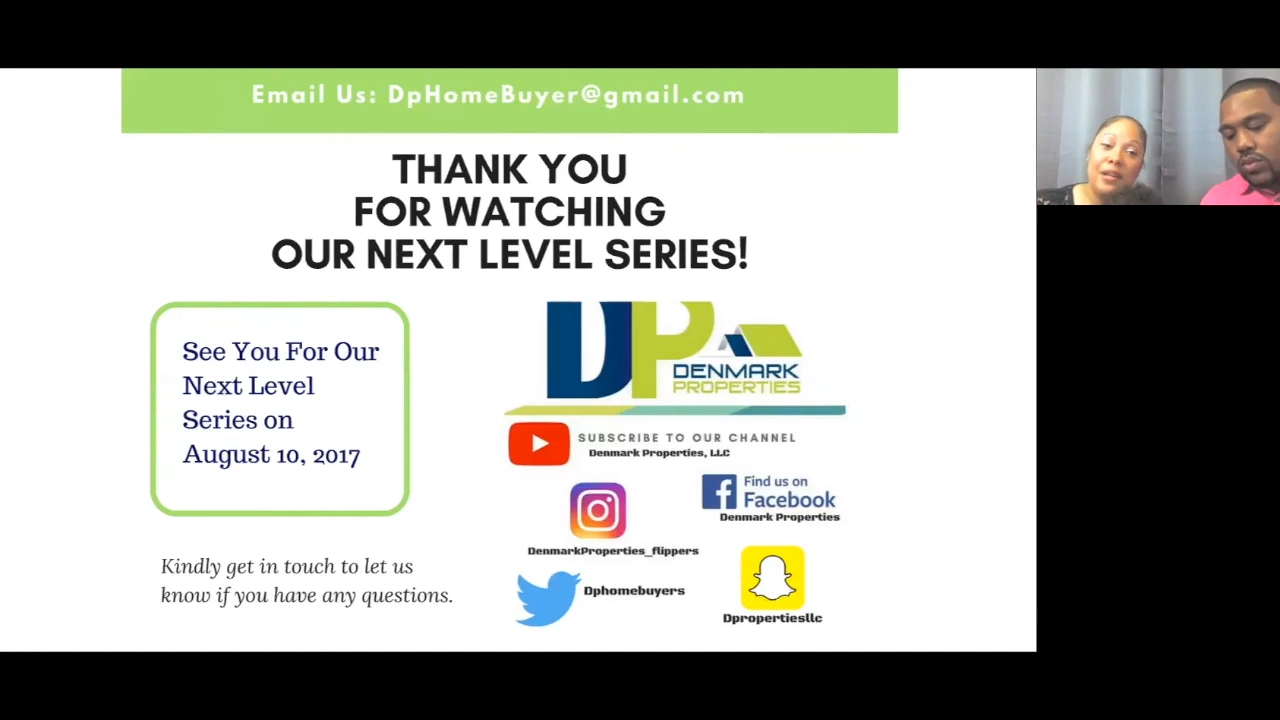 Email Us: DpHomeBuyer@gmail.com
THANK YOU
FOR WATCHING
OUR NEXT LEVEL SERIES!
See You For Our
Next Level
Series on
August 10, 2017
Kindly get in touch to let us
know if you have any questions.
DP
DENMARK
PROPERTIES
SUBSCRIBE TO OUR CHANNEL
Denmark Properties, LLC
Find us on
Facebook
Denmark Properties
DenmarkProperties_flippers
Dphomebuyers
Dpropertiesllc